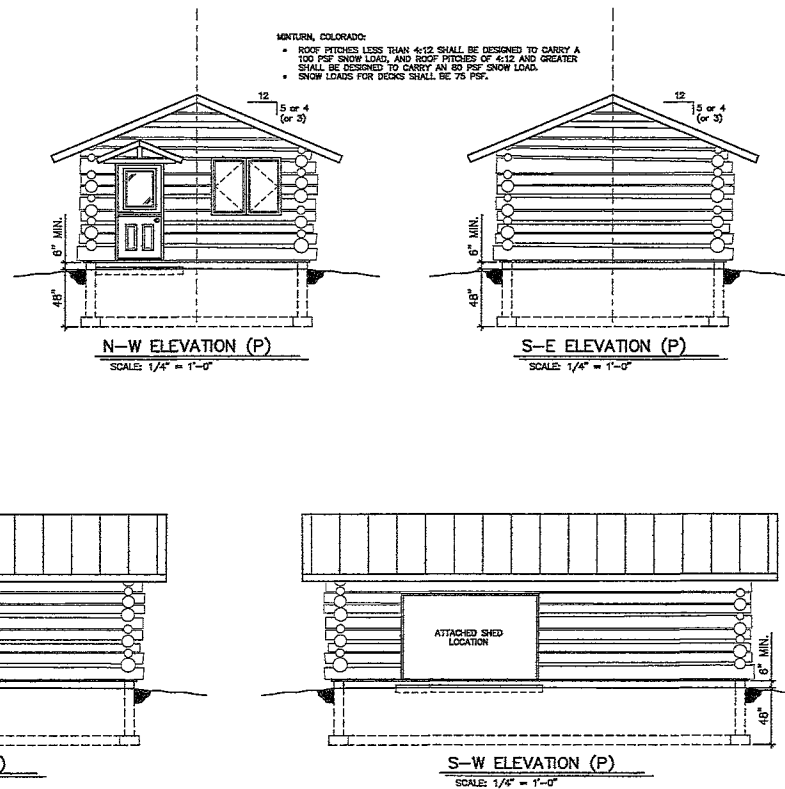 MINTURN, COLORADO:
• ROOF PITCHES LESS THAN 4:12 SHALL BE DESIGNED TO CARRY A
100 PSF SNOW LOAD, AND ROOF PITCHES OF 4:12 AND GREATER
SHALL BE DESIGNED TO CARRY AN 80 PSF SNOW LOAD.
• SNOW LOADS FOR DECKS SHALL BE 75 PSF.
12
5 or 4
(or 3)
12
5 or 4
(or 3)
6" MIN.
48"
6" MIN.
48"
N-W ELEVATION (P)
SCALE: 1/4" = 1'-0"
S-E ELEVATION (P)
SCALE: 1/4" = 1'-0"
ATTACHED SHED
LOCATION
6" MIN.
48"
)
S-W ELEVATION (P)
SCALE: 1/4" = 1'-0"